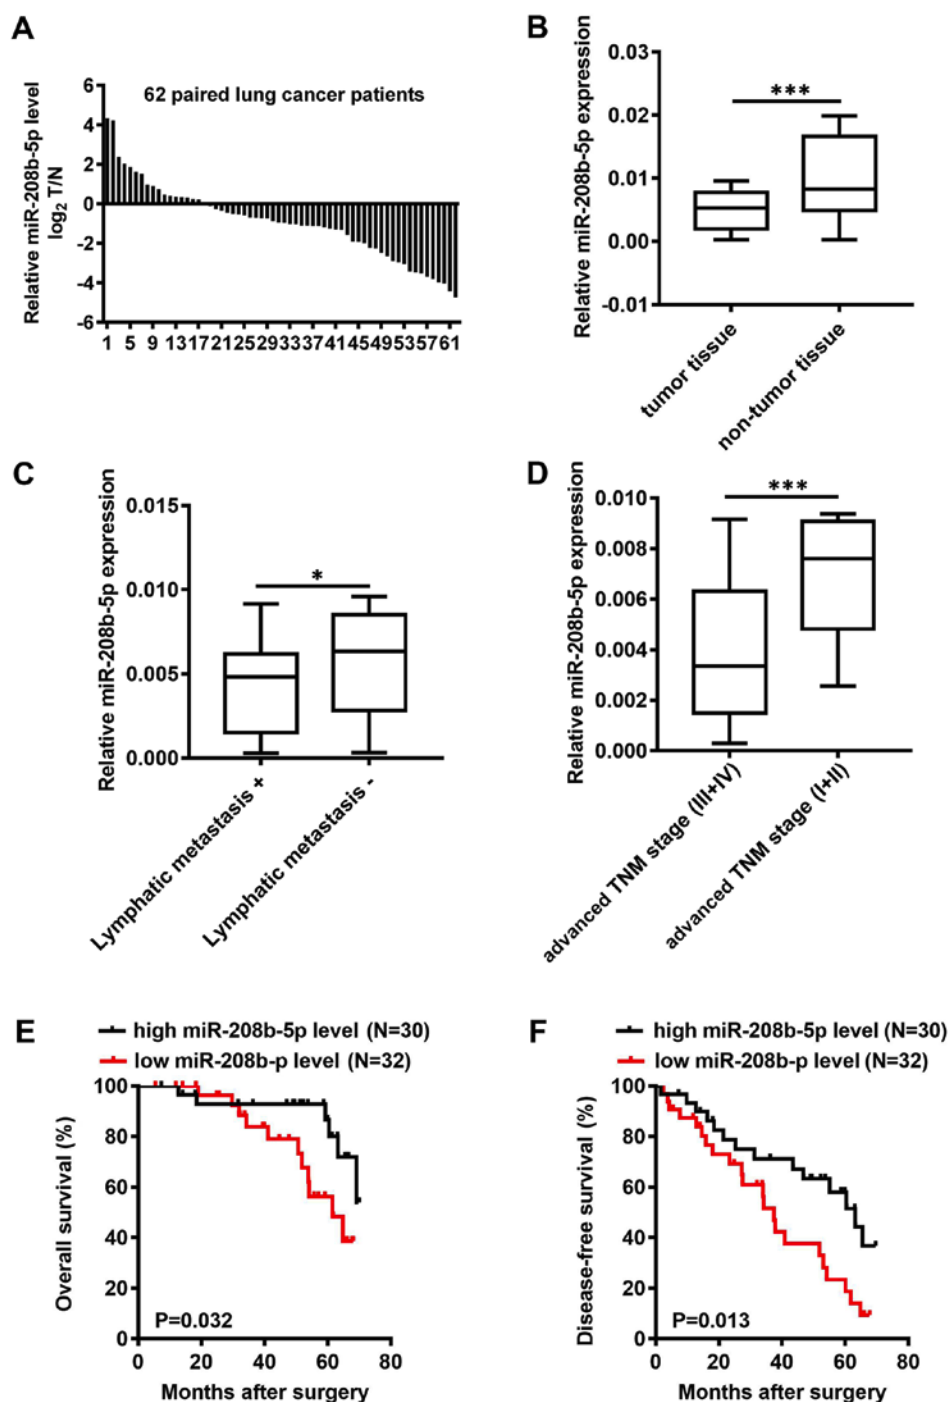 A
Relative miR-208b-5p level
log2 T/N
62 paired lung cancer patients
6
4
2
0
-2
-4
-6
1 5 9 13 17 21 25 29 33 37 41 45 49 53 57 61
B
Relative miR-208b-5p expression
0.03
0.02
0.01
0.00
-0.01
***
tumor tissue
non-tumor tissue
C
Relative miR-208b-5p expression
0.015
0.010
0.005
0.000
*
Lymphatic metastasis +
Lymphatic metastasis -
D
Relative miR-208b-5p expression
0.010
0.008
0.006
0.004
0.002
0.000
***
advanced TNM stage (III+IV)
advanced TNM stage (I+II)
E
high miR-208b-5p level (N=30)
low miR-208b-p level (N=32)
Overall survival (%)
100
80
60
40
20
0
P=0.032
0 20 40 60 80
Months after surgery
F
high miR-208b-5p level (N=30)
low miR-208b-p level (N=32)
Disease-free survival (%)
100
80
60
40
20
0
P=0.013
0 20 40 60 80
Months after surgery